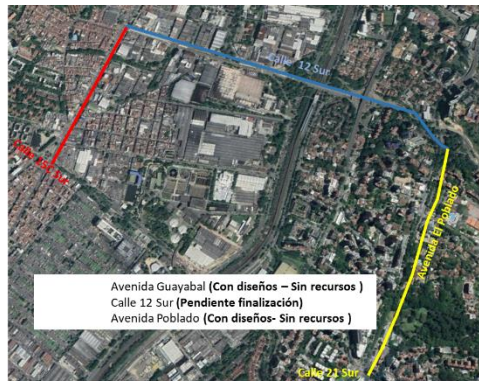 Calle 12 Sur
Sur
Avenida El Poblado
Avenida Guayabal (Con diseños – Sin recursos )
Calle 12 Sur (Pendiente finalización)
Avenida Poblado (Con diseños- Sin recursos )
Calle 21 Sur